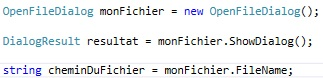 OpenFileDialog monFichier = new OpenFileDialog();
DialogResult resultat = monFichier.ShowDialog();
string cheminDuFichier = monFichier.FileName;